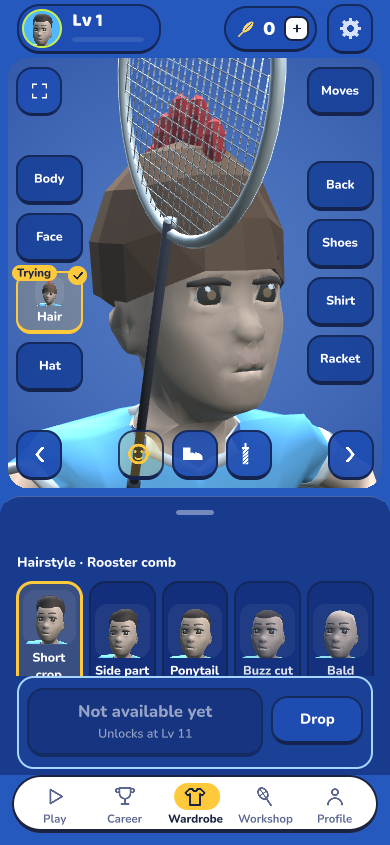 Lv 1
0
+
Moves
Body
Back
Face
Shoes
Trying
Hair
Shirt
Hat
Racket
Hairstyle · Rooster comb
Short
crop
Side part
Ponytail
Buzz cut
Bald
Not available yet
Unlocks at Lv 11
Drop
Play
Career
Wardrobe
Workshop
Profile